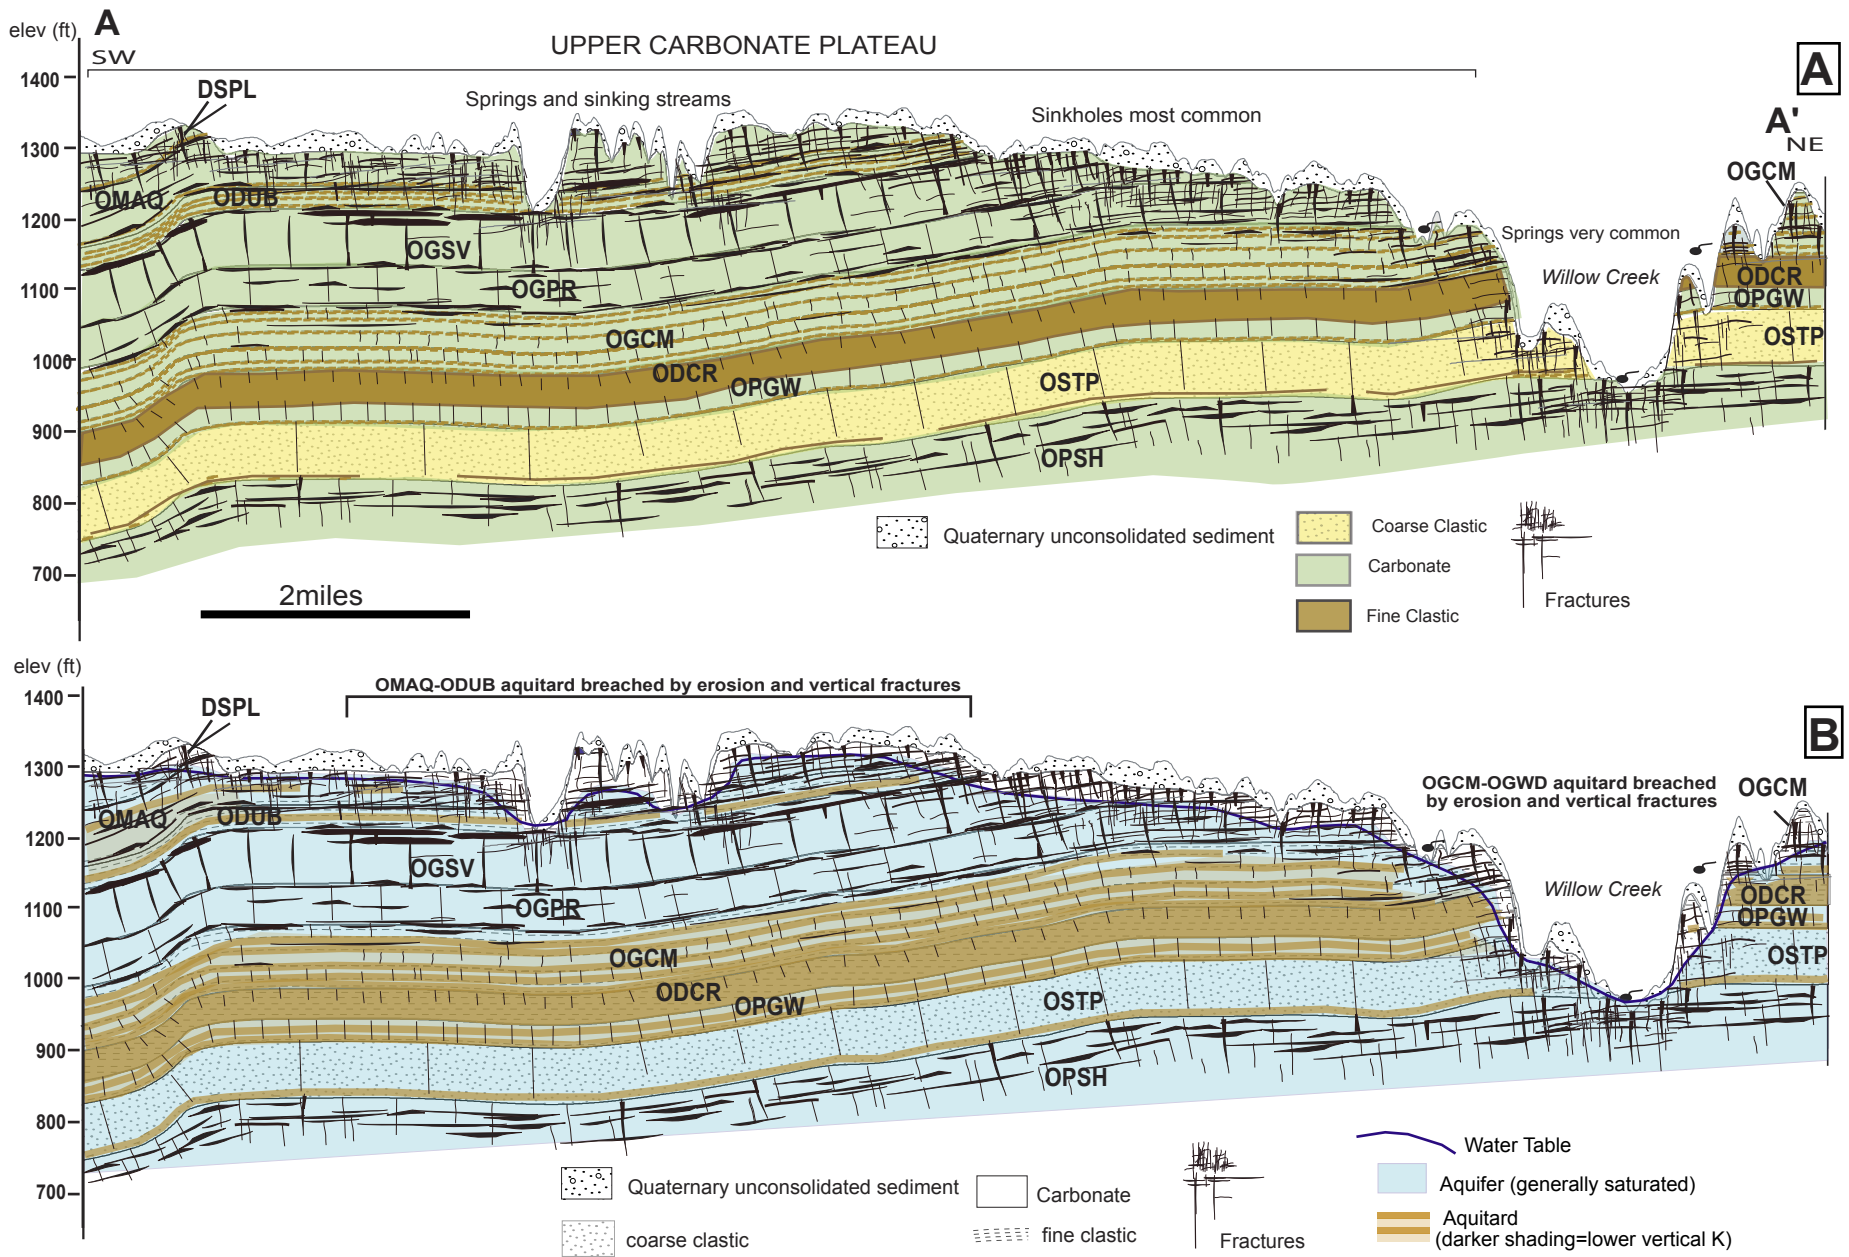 elev (ft)
A
SW
UPPER CARBONATE PLATEAU
A
1400
DSPL
Springs and sinking streams
Sinkholes most common
A'
NE
1300
OGCM
OMAQ
ODUB
1200
Springs very common
OGSV
Willow Creek
1100
OGPR
ODCR
OPGW
OGCM
OSTP
1000
ODCR
OPGW
OSTP
900
OPSH
800
Quaternary unconsolidated sediment
Coarse Clastic
Carbonate
700
2miles
Fractures
Fine Clastic
elev (ft)
OMAQ-ODUB aquitard breached by erosion and vertical fractures
1400
DSPL
B
1300
OGCM-OGWD aquitard breached
by erosion and vertical fractures
OGCM
OMAQ
ODUB
1200
OGSV
Willow Creek
1100
OGPR
ODCR
OPGW
OGCM
OSTP
1000
ODCR
OPGW
OSTP
900
OPSH
800
Water Table
700
Quaternary unconsolidated sediment
Carbonate
Aquifer (generally saturated)
coarse clastic
fine clastic
Fractures
Aquitard
(darker shading=lower vertical K)